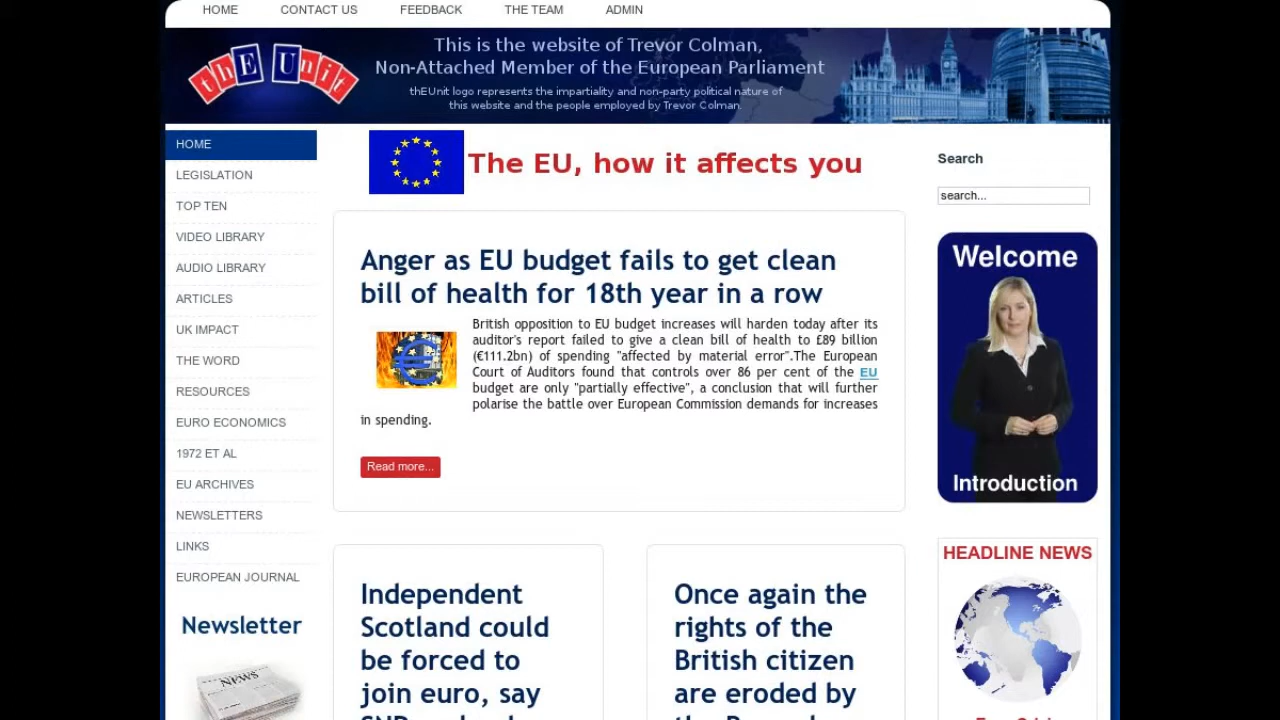 HOME CONTACT US FEEDBACK THE TEAM ADMIN
thEUnit
This is the website of Trevor Colman,
Non-Attached Member of the European Parliament
thEUnit logo represents the impartiality and non-party political nature of
this website and the people employed by Trevor Colman.
HOME
LEGISLATION
TOP TEN
VIDEO LIBRARY
AUDIO LIBRARY
ARTICLES
UK IMPACT
THE WORD
RESOURCES
EURO ECONOMICS
1972 ET AL
EU ARCHIVES
NEWSLETTERS
LINKS
EUROPEAN JOURNAL
Newsletter
NEWS
The EU, how it affects you
Anger as EU budget fails to get clean
bill of health for 18th year in a row
British opposition to EU budget increases will harden today after its
auditor's report failed to give a clean bill of health to £89 billion
(€111.2bn) of spending "affected by material error".The European
Court of Auditors found that controls over 86 per cent of the EU
budget are only "partially effective", a conclusion that will further
polarise the battle over European Commission demands for increases
in spending.
Read more...
Independent
Scotland could
be forced to
join euro, say
Once again the
rights of the
British citizen
are eroded by
Search
search...
Welcome
Introduction
HEADLINE NEWS